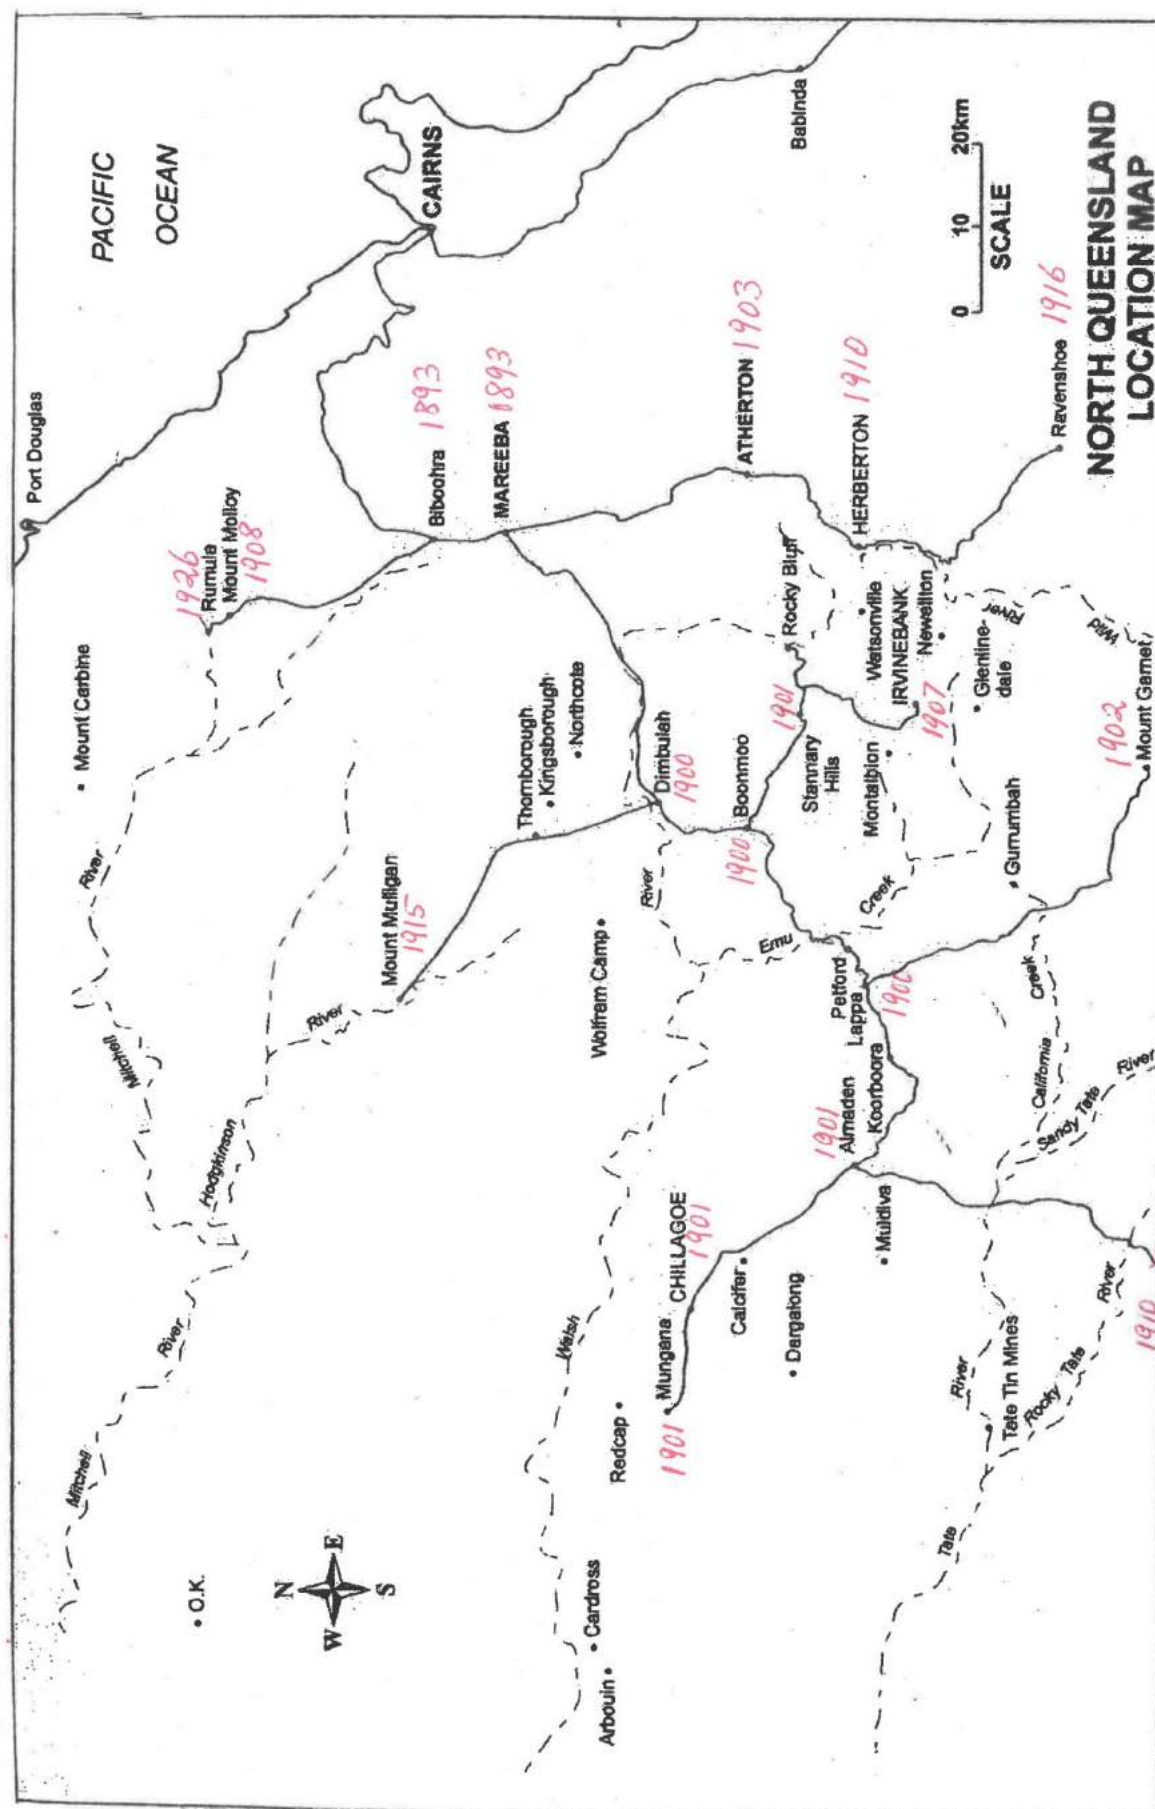 PACIFIC
OCEAN
Port Douglas
CAIRNS
Babinda
0 10 20km
SCALE
NORTH QUEENSLAND
LOCATION MAP
1926
Rumula
Mount Molloy
1908
Mount Carbine
Biboohra
1893
MAREEBA 1893
ATHERTON 1903
HERBERTON 1910
Ravenshoe 1916
Rocky Bluff
Watsonville
IRVINEBANK
1907
Newellton
Glenline-
dale
Wild
River
Mount Garnet
1902
Thornborough
Kingsborough
Northcote
Dimbulah
1900
Boonmoo
1900
1901
Stannary
Hills
Montalbion
Gurrumbah
Mount Mulligan
1915
River
River
Mitchell
Hodgkinson
River
Mitchell
Wolfram Camp
River
Emu
Creek
Petford
Lappa
Koorboora
1901
Almaden
Creek
California
Sandy Tate
River
CHILLAGOE
1901
Mungana
1901
Calcifer
Muldiva
Dargalong
Redcap
Walsh
River
Tate Tin Mines
Rocky Tate
River
Tate
1910
O.K.
N
W E
S
Cardross
Arbouin